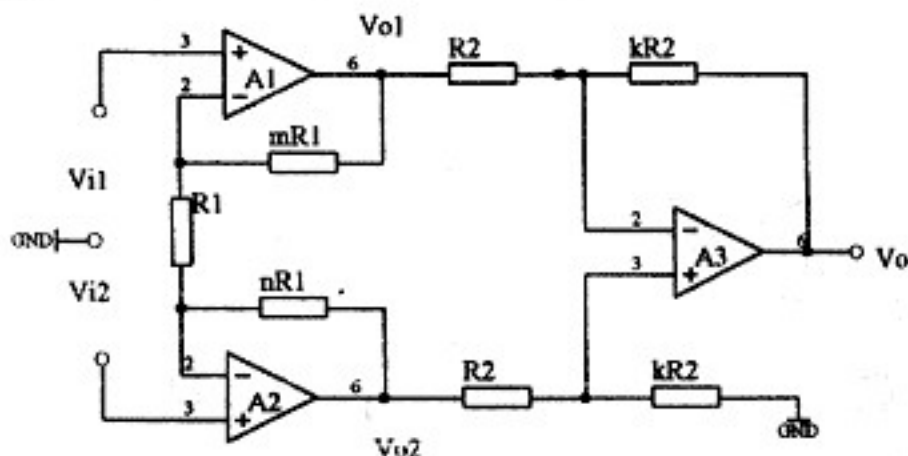 Vo1
R2
kR2
3
+
A1
6
2
−
mR1
Vi1
R1
GND
2
−
A3
6
Vo
3
+
Vi2
nR1
2
−
A2
6
R2
kR2
3
+
GND
Vo2